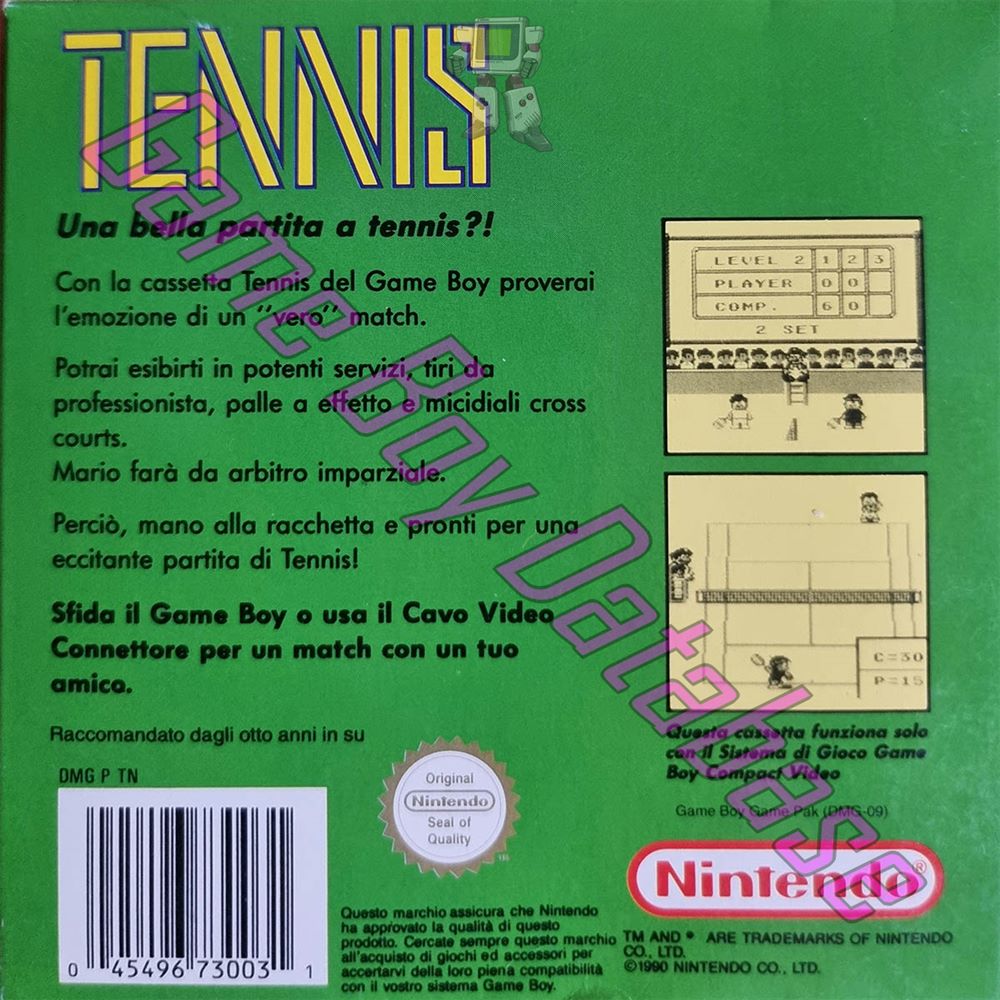 TENNIS
Una bella partita a tennis?!
Con la cassetta Tennis del Game Boy proverai
l'emozione di un "vero" match.
Potrai esibirti in potenti servizi, tiri da
professionista, palle a effetto e micidiali cross
courts.
Mario farà da arbitro imparziale.
Perciò, mano alla racchetta e pronti per una
eccitante partita di Tennis!
Sfida il Game Boy o usa il Cavo Video
Connettore per un match con un tuo
amico.
Raccomandato dagli otto anni in su
DMG P TN
0 45496 73003 1
Original
Nintendo
Seal of
Quality
Questo marchio assicura che Nintendo
ha approvato la qualità di questo
prodotto. Cercate sempre questo marchio
all'acquisto di giochi ed accessori per
accertarvi della loro piena compatibilità
con il vostro sistema Game Boy.
LEVEL 2 1 2 3
PLAYER 0 0
COMP. 6 0
2 SET
C=30
P=15
Questa cassetta funziona solo
con il Sistema di Gioco Game
Boy Compact Video
Game Boy Game Pak (DMG-09)
Nintendo®
TM AND ® ARE TRADEMARKS OF NINTENDO
CO., LTD.
©1990 NINTENDO CO., LTD.
Game Boy Database